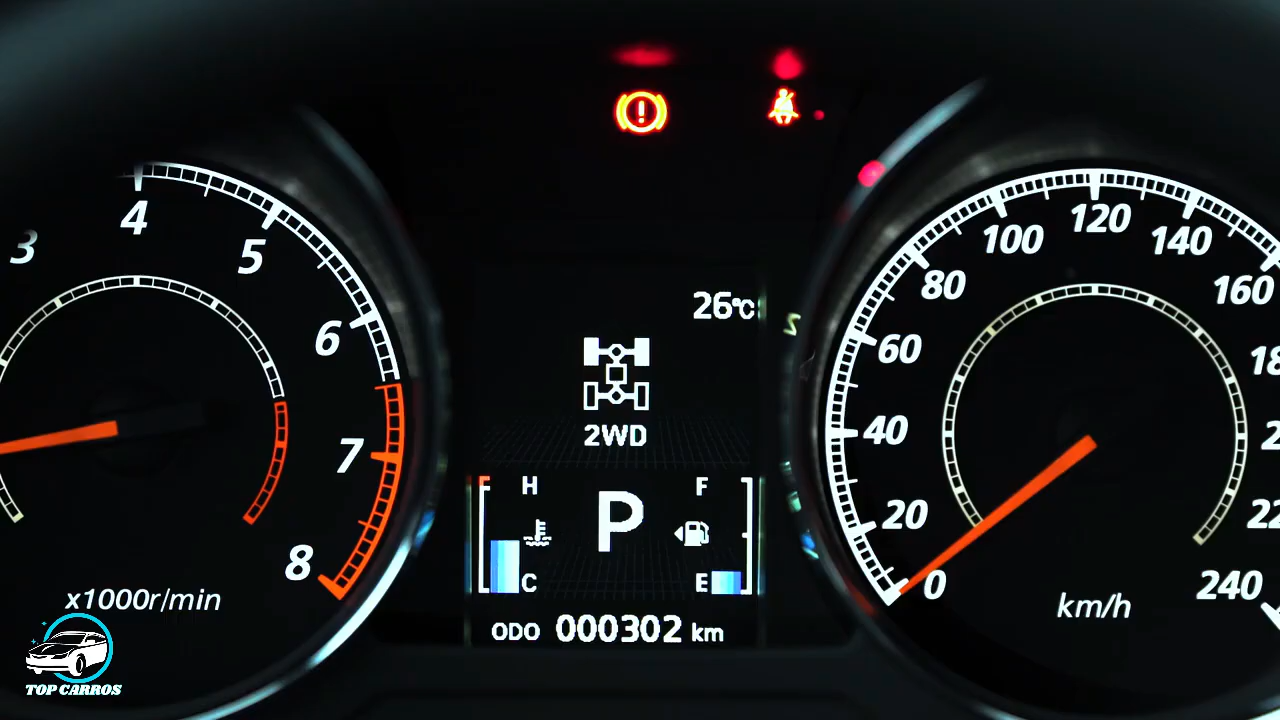 3 4 5 6 7 8
x1000r/min
26°C
2WD
H F
P
C E
ODO 000302 km
0 20 40 60 80 100 120 140 160
240
km/h
TOP CARROS